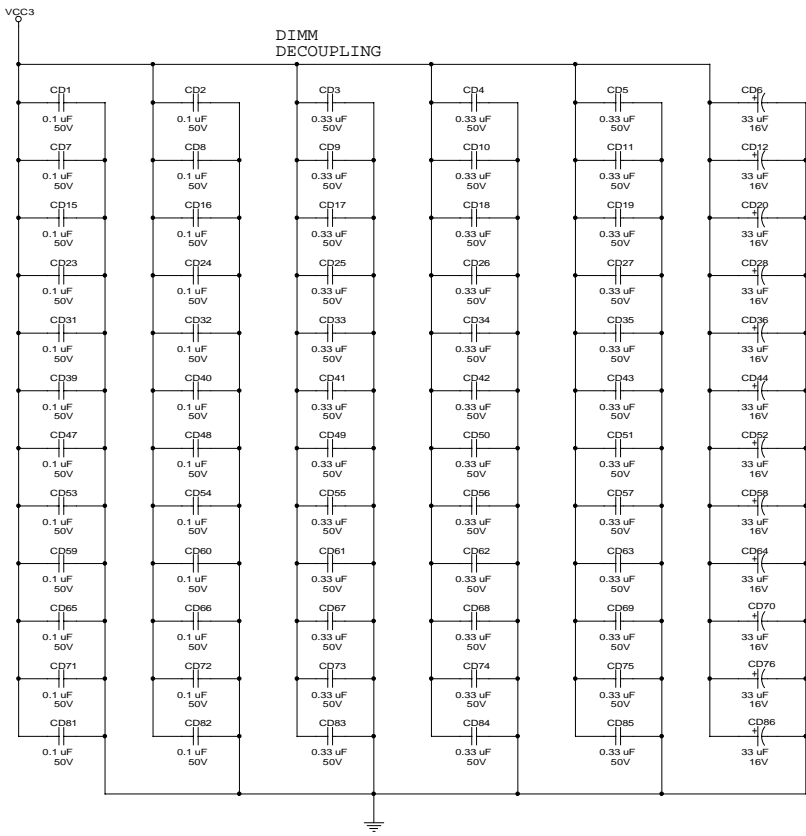 VCC3
DIMM
DECOUPLING
CD1 CD2 CD3 CD4 CD5 CD6
0.1 uF 0.1 uF 0.33 uF 0.33 uF 0.33 uF 33 uF
50V 50V 50V 50V 50V 16V
CD7 CD8 CD9 CD10 CD11 CD12
0.1 uF 0.1 uF 0.33 uF 0.33 uF 0.33 uF 33 uF
50V 50V 50V 50V 50V 16V
CD15 CD16 CD17 CD18 CD19 CD20
0.1 uF 0.1 uF 0.33 uF 0.33 uF 0.33 uF 33 uF
50V 50V 50V 50V 50V 16V
CD23 CD24 CD25 CD26 CD27 CD28
0.1 uF 0.1 uF 0.33 uF 0.33 uF 0.33 uF 33 uF
50V 50V 50V 50V 50V 16V
CD31 CD32 CD33 CD34 CD35 CD36
0.1 uF 0.1 uF 0.33 uF 0.33 uF 0.33 uF 33 uF
50V 50V 50V 50V 50V 16V
CD39 CD40 CD41 CD42 CD43 CD44
0.1 uF 0.1 uF 0.33 uF 0.33 uF 0.33 uF 33 uF
50V 50V 50V 50V 50V 16V
CD47 CD48 CD49 CD50 CD51 CD52
0.1 uF 0.1 uF 0.33 uF 0.33 uF 0.33 uF 33 uF
50V 50V 50V 50V 50V 16V
CD53 CD54 CD55 CD56 CD57 CD58
0.1 uF 0.1 uF 0.33 uF 0.33 uF 0.33 uF 33 uF
50V 50V 50V 50V 50V 16V
CD59 CD60 CD61 CD62 CD63 CD64
0.1 uF 0.1 uF 0.33 uF 0.33 uF 0.33 uF 33 uF
50V 50V 50V 50V 50V 16V
CD65 CD66 CD67 CD68 CD69 CD70
0.1 uF 0.1 uF 0.33 uF 0.33 uF 0.33 uF 33 uF
50V 50V 50V 50V 50V 16V
CD71 CD72 CD73 CD74 CD75 CD76
0.1 uF 0.1 uF 0.33 uF 0.33 uF 0.33 uF 33 uF
50V 50V 50V 50V 50V 16V
CD81 CD82 CD83 CD84 CD85 CD86
0.1 uF 0.1 uF 0.33 uF 0.33 uF 0.33 uF 33 uF
50V 50V 50V 50V 50V 16V